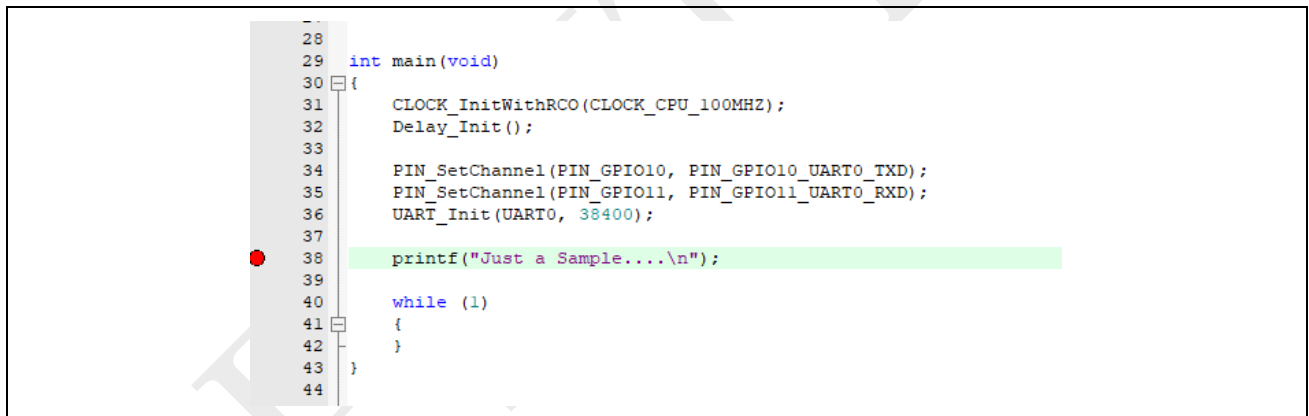 28
29 int main(void)
30 {
31 CLOCK_InitWithRCO(CLOCK_CPU_100MHZ);
32 Delay_Init();
33
34 PIN_SetChannel(PIN_GPIO10, PIN_GPIO10_UART0_TXD);
35 PIN_SetChannel(PIN_GPIO11, PIN_GPIO11_UART0_RXD);
36 UART_Init(UART0, 38400);
37
38 printf("Just a Sample....\n");
39
40 while (1)
41 {
42 }
43 }
44